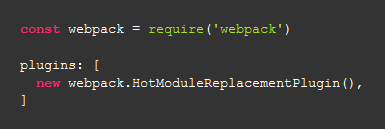 const webpack = require('webpack')
plugins: [
  new webpack.HotModuleReplacementPlugin(),
]